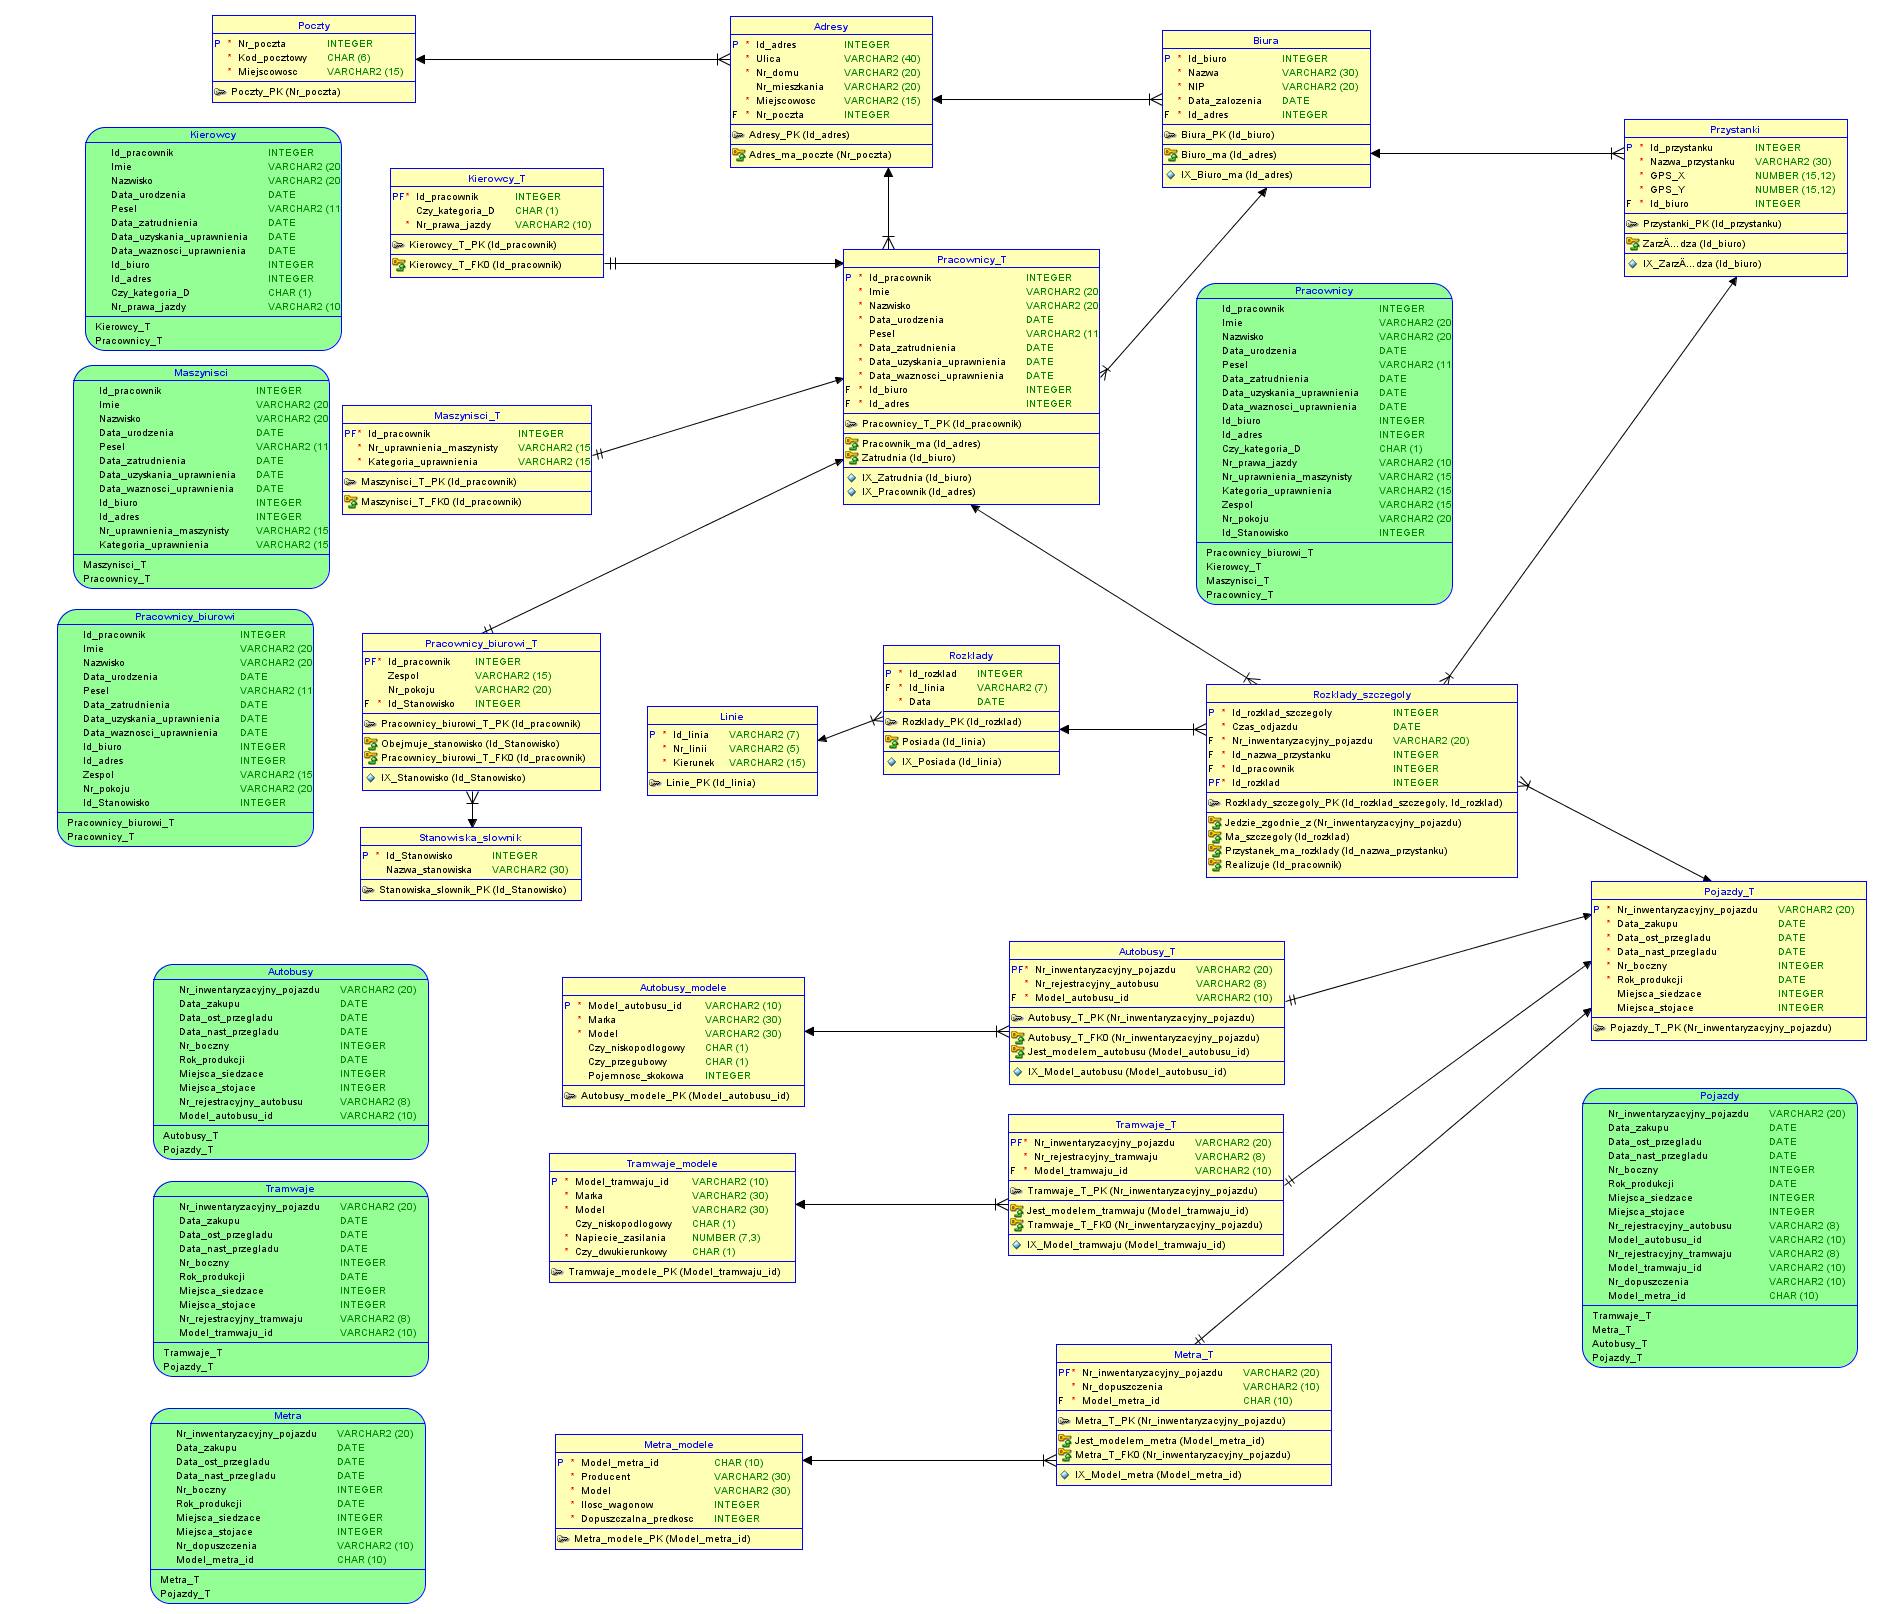 Poczty
P * Nr_poczta INTEGER
* Kod_pocztowy CHAR (6)
* Miejscowosc VARCHAR2 (15)
Poczty_PK (Nr_poczta)
Adresy
P * Id_adres INTEGER
* Ulica VARCHAR2 (40)
* Nr_domu VARCHAR2 (20)
Nr_mieszkania VARCHAR2 (20)
* Miejscowosc VARCHAR2 (15)
F * Nr_poczta INTEGER
Adresy_PK (Id_adres)
Adres_ma_poczte (Nr_poczta)
Biura
P * Id_biuro INTEGER
* Nazwa VARCHAR2 (30)
* NIP VARCHAR2 (20)
* Data_zalozenia DATE
F * Id_adres INTEGER
Biura_PK (Id_biuro)
Biuro_ma (Id_adres)
IX_Biuro_ma (Id_adres)
Przystanki
P * Id_przystanku INTEGER
* Nazwa_przystanku VARCHAR2 (30)
* GPS_X NUMBER (15,12)
* GPS_Y NUMBER (15,12)
F * Id_biuro INTEGER
Przystanki_PK (Id_przystanku)
ZarzÄ...dza (Id_biuro)
IX_ZarzÄ...dza (Id_biuro)
Kierowcy
Id_pracownik INTEGER
Imie VARCHAR2 (20
Nazwisko VARCHAR2 (20
Data_urodzenia DATE
Pesel VARCHAR2 (11
Data_zatrudnienia DATE
Data_uzyskania_uprawnienia DATE
Data_waznosci_uprawnienia DATE
Id_biuro INTEGER
Id_adres INTEGER
Czy_kategoria_D CHAR (1)
Nr_prawa_jazdy VARCHAR2 (10
Kierowcy_T
Pracownicy_T
Kierowcy_T
PF* Id_pracownik INTEGER
Czy_kategoria_D CHAR (1)
* Nr_prawa_jazdy VARCHAR2 (10)
Kierowcy_T_PK (Id_pracownik)
Kierowcy_T_FK0 (Id_pracownik)
Pracownicy_T
P * Id_pracownik INTEGER
* Imie VARCHAR2 (20
* Nazwisko VARCHAR2 (20
* Data_urodzenia DATE
Pesel VARCHAR2 (11
* Data_zatrudnienia DATE
* Data_uzyskania_uprawnienia DATE
* Data_waznosci_uprawnienia DATE
F * Id_biuro INTEGER
F * Id_adres INTEGER
Pracownicy_T_PK (Id_pracownik)
Pracownik_ma (Id_adres)
Zatrudnia (Id_biuro)
IX_Zatrudnia (Id_biuro)
IX_Pracownik (Id_adres)
Pracownicy
Id_pracownik INTEGER
Imie VARCHAR2 (20
Nazwisko VARCHAR2 (20
Data_urodzenia DATE
Pesel VARCHAR2 (11
Data_zatrudnienia DATE
Data_uzyskania_uprawnienia DATE
Data_waznosci_uprawnienia DATE
Id_biuro INTEGER
Id_adres INTEGER
Czy_kategoria_D CHAR (1)
Nr_prawa_jazdy VARCHAR2 (10
Nr_uprawnienia_maszynisty VARCHAR2 (15
Kategoria_uprawnienia VARCHAR2 (15
Zespol VARCHAR2 (15
Nr_pokoju VARCHAR2 (20
Id_Stanowisko INTEGER
Pracownicy_biurowi_T
Kierowcy_T
Maszynisci_T
Pracownicy_T
Maszynisci
Id_pracownik INTEGER
Imie VARCHAR2 (20
Nazwisko VARCHAR2 (20
Data_urodzenia DATE
Pesel VARCHAR2 (11
Data_zatrudnienia DATE
Data_uzyskania_uprawnienia DATE
Data_waznosci_uprawnienia DATE
Id_biuro INTEGER
Id_adres INTEGER
Nr_uprawnienia_maszynisty VARCHAR2 (15
Kategoria_uprawnienia VARCHAR2 (15
Maszynisci_T
Pracownicy_T
Maszynisci_T
PF* Id_pracownik INTEGER
* Nr_uprawnienia_maszynisty VARCHAR2 (15
* Kategoria_uprawnienia VARCHAR2 (15
Maszynisci_T_PK (Id_pracownik)
Maszynisci_T_FK0 (Id_pracownik)
Pracownicy_biurowi
Id_pracownik INTEGER
Imie VARCHAR2 (20
Nazwisko VARCHAR2 (20
Data_urodzenia DATE
Pesel VARCHAR2 (11
Data_zatrudnienia DATE
Data_uzyskania_uprawnienia DATE
Data_waznosci_uprawnienia DATE
Id_biuro INTEGER
Id_adres INTEGER
Zespol VARCHAR2 (15
Nr_pokoju VARCHAR2 (20
Id_Stanowisko INTEGER
Pracownicy_biurowi_T
Pracownicy_T
Pracownicy_biurowi_T
PF* Id_pracownik INTEGER
Zespol VARCHAR2 (15)
Nr_pokoju VARCHAR2 (20)
F * Id_Stanowisko INTEGER
Pracownicy_biurowi_T_PK (Id_pracownik)
Obejmuje_stanowisko (Id_Stanowisko)
Pracownicy_biurowi_T_FK0 (Id_pracownik)
IX_Stanowisko (Id_Stanowisko)
Stanowiska_slownik
P * Id_Stanowisko INTEGER
Nazwa_stanowiska VARCHAR2 (30)
Stanowiska_slownik_PK (Id_Stanowisko)
Linie
P * Id_linia VARCHAR2 (7)
* Nr_linii VARCHAR2 (5)
* Kierunek VARCHAR2 (15)
Linie_PK (Id_linia)
Rozklady
P * Id_rozklad INTEGER
F * Id_linia VARCHAR2 (7)
* Data DATE
Rozklady_PK (Id_rozklad)
Posiada (Id_linia)
IX_Posiada (Id_linia)
Rozklady_szczegoly
P * Id_rozklad_szczegoly INTEGER
* Czas_odjazdu DATE
F * Nr_inwentaryzacyjny_pojazdu VARCHAR2 (20)
F * Id_nazwa_przystanku INTEGER
F * Id_pracownik INTEGER
PF* Id_rozklad INTEGER
Rozklady_szczegoly_PK (Id_rozklad_szczegoly, Id_rozklad)
Jedzie_zgodnie_z (Nr_inwentaryzacyjny_pojazdu)
Ma_szczegoly (Id_rozklad)
Przystanek_ma_rozklady (Id_nazwa_przystanku)
Realizuje (Id_pracownik)
Pojazdy_T
P * Nr_inwentaryzacyjny_pojazdu VARCHAR2 (20)
* Data_zakupu DATE
* Data_ost_przegladu DATE
* Data_nast_przegladu DATE
* Nr_boczny INTEGER
* Rok_produkcji DATE
Miejsca_siedzace INTEGER
Miejsca_stojace INTEGER
Pojazdy_T_PK (Nr_inwentaryzacyjny_pojazdu)
Autobusy
Nr_inwentaryzacyjny_pojazdu VARCHAR2 (20)
Data_zakupu DATE
Data_ost_przegladu DATE
Data_nast_przegladu DATE
Nr_boczny INTEGER
Rok_produkcji DATE
Miejsca_siedzace INTEGER
Miejsca_stojace INTEGER
Nr_rejestracyjny_autobusu VARCHAR2 (8)
Model_autobusu_id VARCHAR2 (10)
Autobusy_T
Pojazdy_T
Autobusy_modele
P * Model_autobusu_id VARCHAR2 (10)
* Marka VARCHAR2 (30)
* Model VARCHAR2 (30)
Czy_niskopodlogowy CHAR (1)
Czy_przegubowy CHAR (1)
Pojemnosc_skokowa INTEGER
Autobusy_modele_PK (Model_autobusu_id)
Autobusy_T
PF* Nr_inwentaryzacyjny_pojazdu VARCHAR2 (20)
* Nr_rejestracyjny_autobusu VARCHAR2 (8)
F * Model_autobusu_id VARCHAR2 (10)
Autobusy_T_PK (Nr_inwentaryzacyjny_pojazdu)
Autobusy_T_FK0 (Nr_inwentaryzacyjny_pojazdu)
Jest_modelem_autobusu (Model_autobusu_id)
IX_Model_autobusu (Model_autobusu_id)
Pojazdy
Nr_inwentaryzacyjny_pojazdu VARCHAR2 (20)
Data_zakupu DATE
Data_ost_przegladu DATE
Data_nast_przegladu DATE
Nr_boczny INTEGER
Rok_produkcji DATE
Miejsca_siedzace INTEGER
Miejsca_stojace INTEGER
Nr_rejestracyjny_autobusu VARCHAR2 (8)
Model_autobusu_id VARCHAR2 (10)
Nr_rejestracyjny_tramwaju VARCHAR2 (8)
Model_tramwaju_id VARCHAR2 (10)
Nr_dopuszczenia VARCHAR2 (10)
Model_metra_id CHAR (10)
Tramwaje_T
Metra_T
Autobusy_T
Pojazdy_T
Tramwaje
Nr_inwentaryzacyjny_pojazdu VARCHAR2 (20)
Data_zakupu DATE
Data_ost_przegladu DATE
Data_nast_przegladu DATE
Nr_boczny INTEGER
Rok_produkcji DATE
Miejsca_siedzace INTEGER
Miejsca_stojace INTEGER
Nr_rejestracyjny_tramwaju VARCHAR2 (8)
Model_tramwaju_id VARCHAR2 (10)
Tramwaje_T
Pojazdy_T
Tramwaje_modele
P * Model_tramwaju_id VARCHAR2 (10)
* Marka VARCHAR2 (30)
* Model VARCHAR2 (30)
Czy_niskopodlogowy CHAR (1)
* Napiecie_zasilania NUMBER (7,3)
* Czy_dwukierunkowy CHAR (1)
Tramwaje_modele_PK (Model_tramwaju_id)
Tramwaje_T
PF* Nr_inwentaryzacyjny_pojazdu VARCHAR2 (20)
* Nr_rejestracyjny_tramwaju VARCHAR2 (8)
F * Model_tramwaju_id VARCHAR2 (10)
Tramwaje_T_PK (Nr_inwentaryzacyjny_pojazdu)
Jest_modelem_tramwaju (Model_tramwaju_id)
Tramwaje_T_FK0 (Nr_inwentaryzacyjny_pojazdu)
IX_Model_tramwaju (Model_tramwaju_id)
Metra
Nr_inwentaryzacyjny_pojazdu VARCHAR2 (20)
Data_zakupu DATE
Data_ost_przegladu DATE
Data_nast_przegladu DATE
Nr_boczny INTEGER
Rok_produkcji DATE
Miejsca_siedzace INTEGER
Miejsca_stojace INTEGER
Nr_dopuszczenia VARCHAR2 (10)
Model_metra_id CHAR (10)
Metra_T
Pojazdy_T
Metra_modele
P * Model_metra_id CHAR (10)
* Producent VARCHAR2 (30)
* Model VARCHAR2 (30)
* Ilosc_wagonow INTEGER
* Dopuszczalna_predkosc INTEGER
Metra_modele_PK (Model_metra_id)
Metra_T
PF* Nr_inwentaryzacyjny_pojazdu VARCHAR2 (20)
* Nr_dopuszczenia VARCHAR2 (10)
F * Model_metra_id CHAR (10)
Metra_T_PK (Nr_inwentaryzacyjny_pojazdu)
Jest_modelem_metra (Model_metra_id)
Metra_T_FK0 (Nr_inwentaryzacyjny_pojazdu)
IX_Model_metra (Model_metra_id)